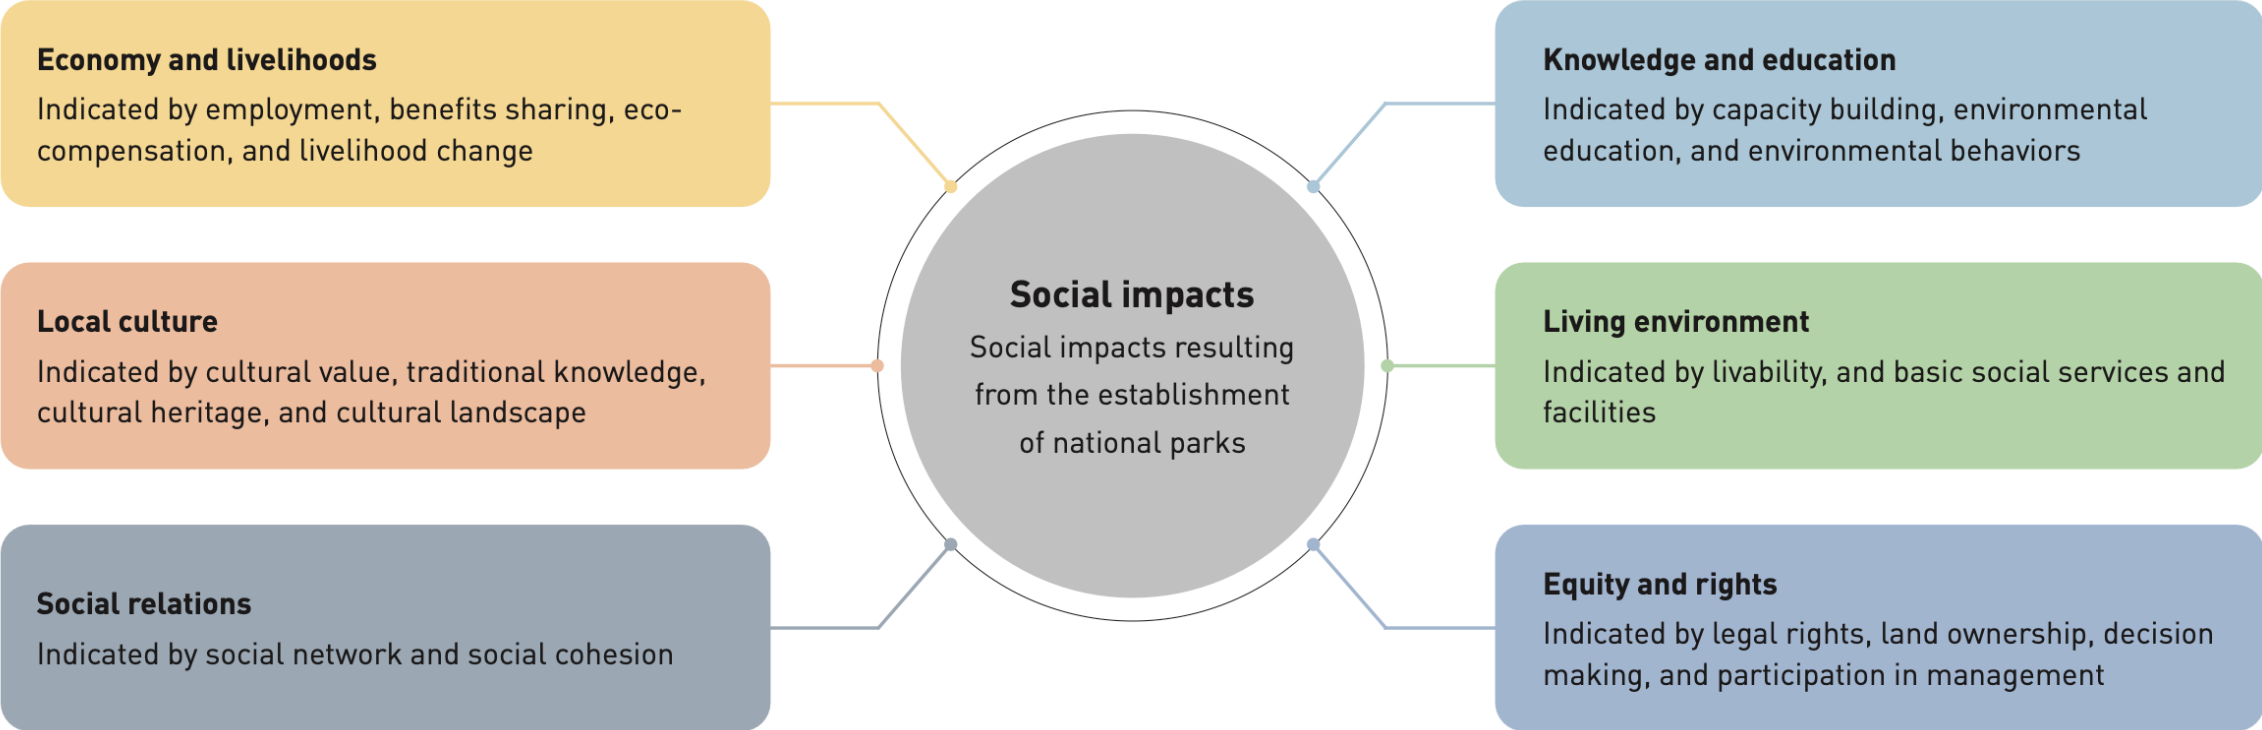 Economy and livelihoods
Indicated by employment, benefits sharing, eco-
compensation, and livelihood change
Local culture
Indicated by cultural value, traditional knowledge,
cultural heritage, and cultural landscape
Social relations
Indicated by social network and social cohesion
Social impacts
Social impacts resulting
from the establishment
of national parks
Knowledge and education
Indicated by capacity building, environmental
education, and environmental behaviors
Living environment
Indicated by livability, and basic social services and
facilities
Equity and rights
Indicated by legal rights, land ownership, decision
making, and participation in management